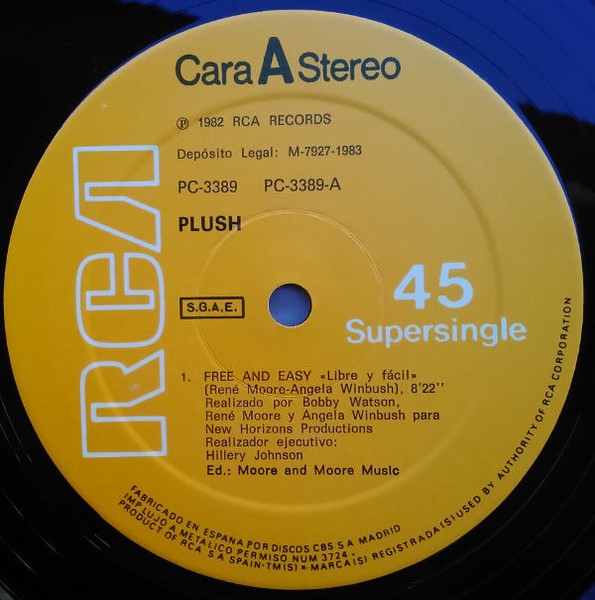 Cara A Stereo
℗ 1982 RCA RECORDS
Depósito Legal: M-7927-1983
PC-3389 PC-3389-A
PLUSH
RCA
S.G.A.E.
45
Supersingle
1. FREE AND EASY «Libre y fácil»
(René Moore-Angela Winbush), 8'22''
Realizado por Bobby Watson,
René Moore y Angela Winbush para
New Horizons Productions
Realizador ejecutivo:
Hillery Johnson
Ed.: Moore and Moore Music
FABRICADO EN ESPAÑA POR DISCOS CBS S A MADRID
IMP LUJO A METALICO PERMISO NUM 3724 -
PRODUCT OF RCA S A SPAIN · TM(S) ® MARCA(S) REGISTRADA(S) USED BY AUTHORITY OF RCA CORPORATION